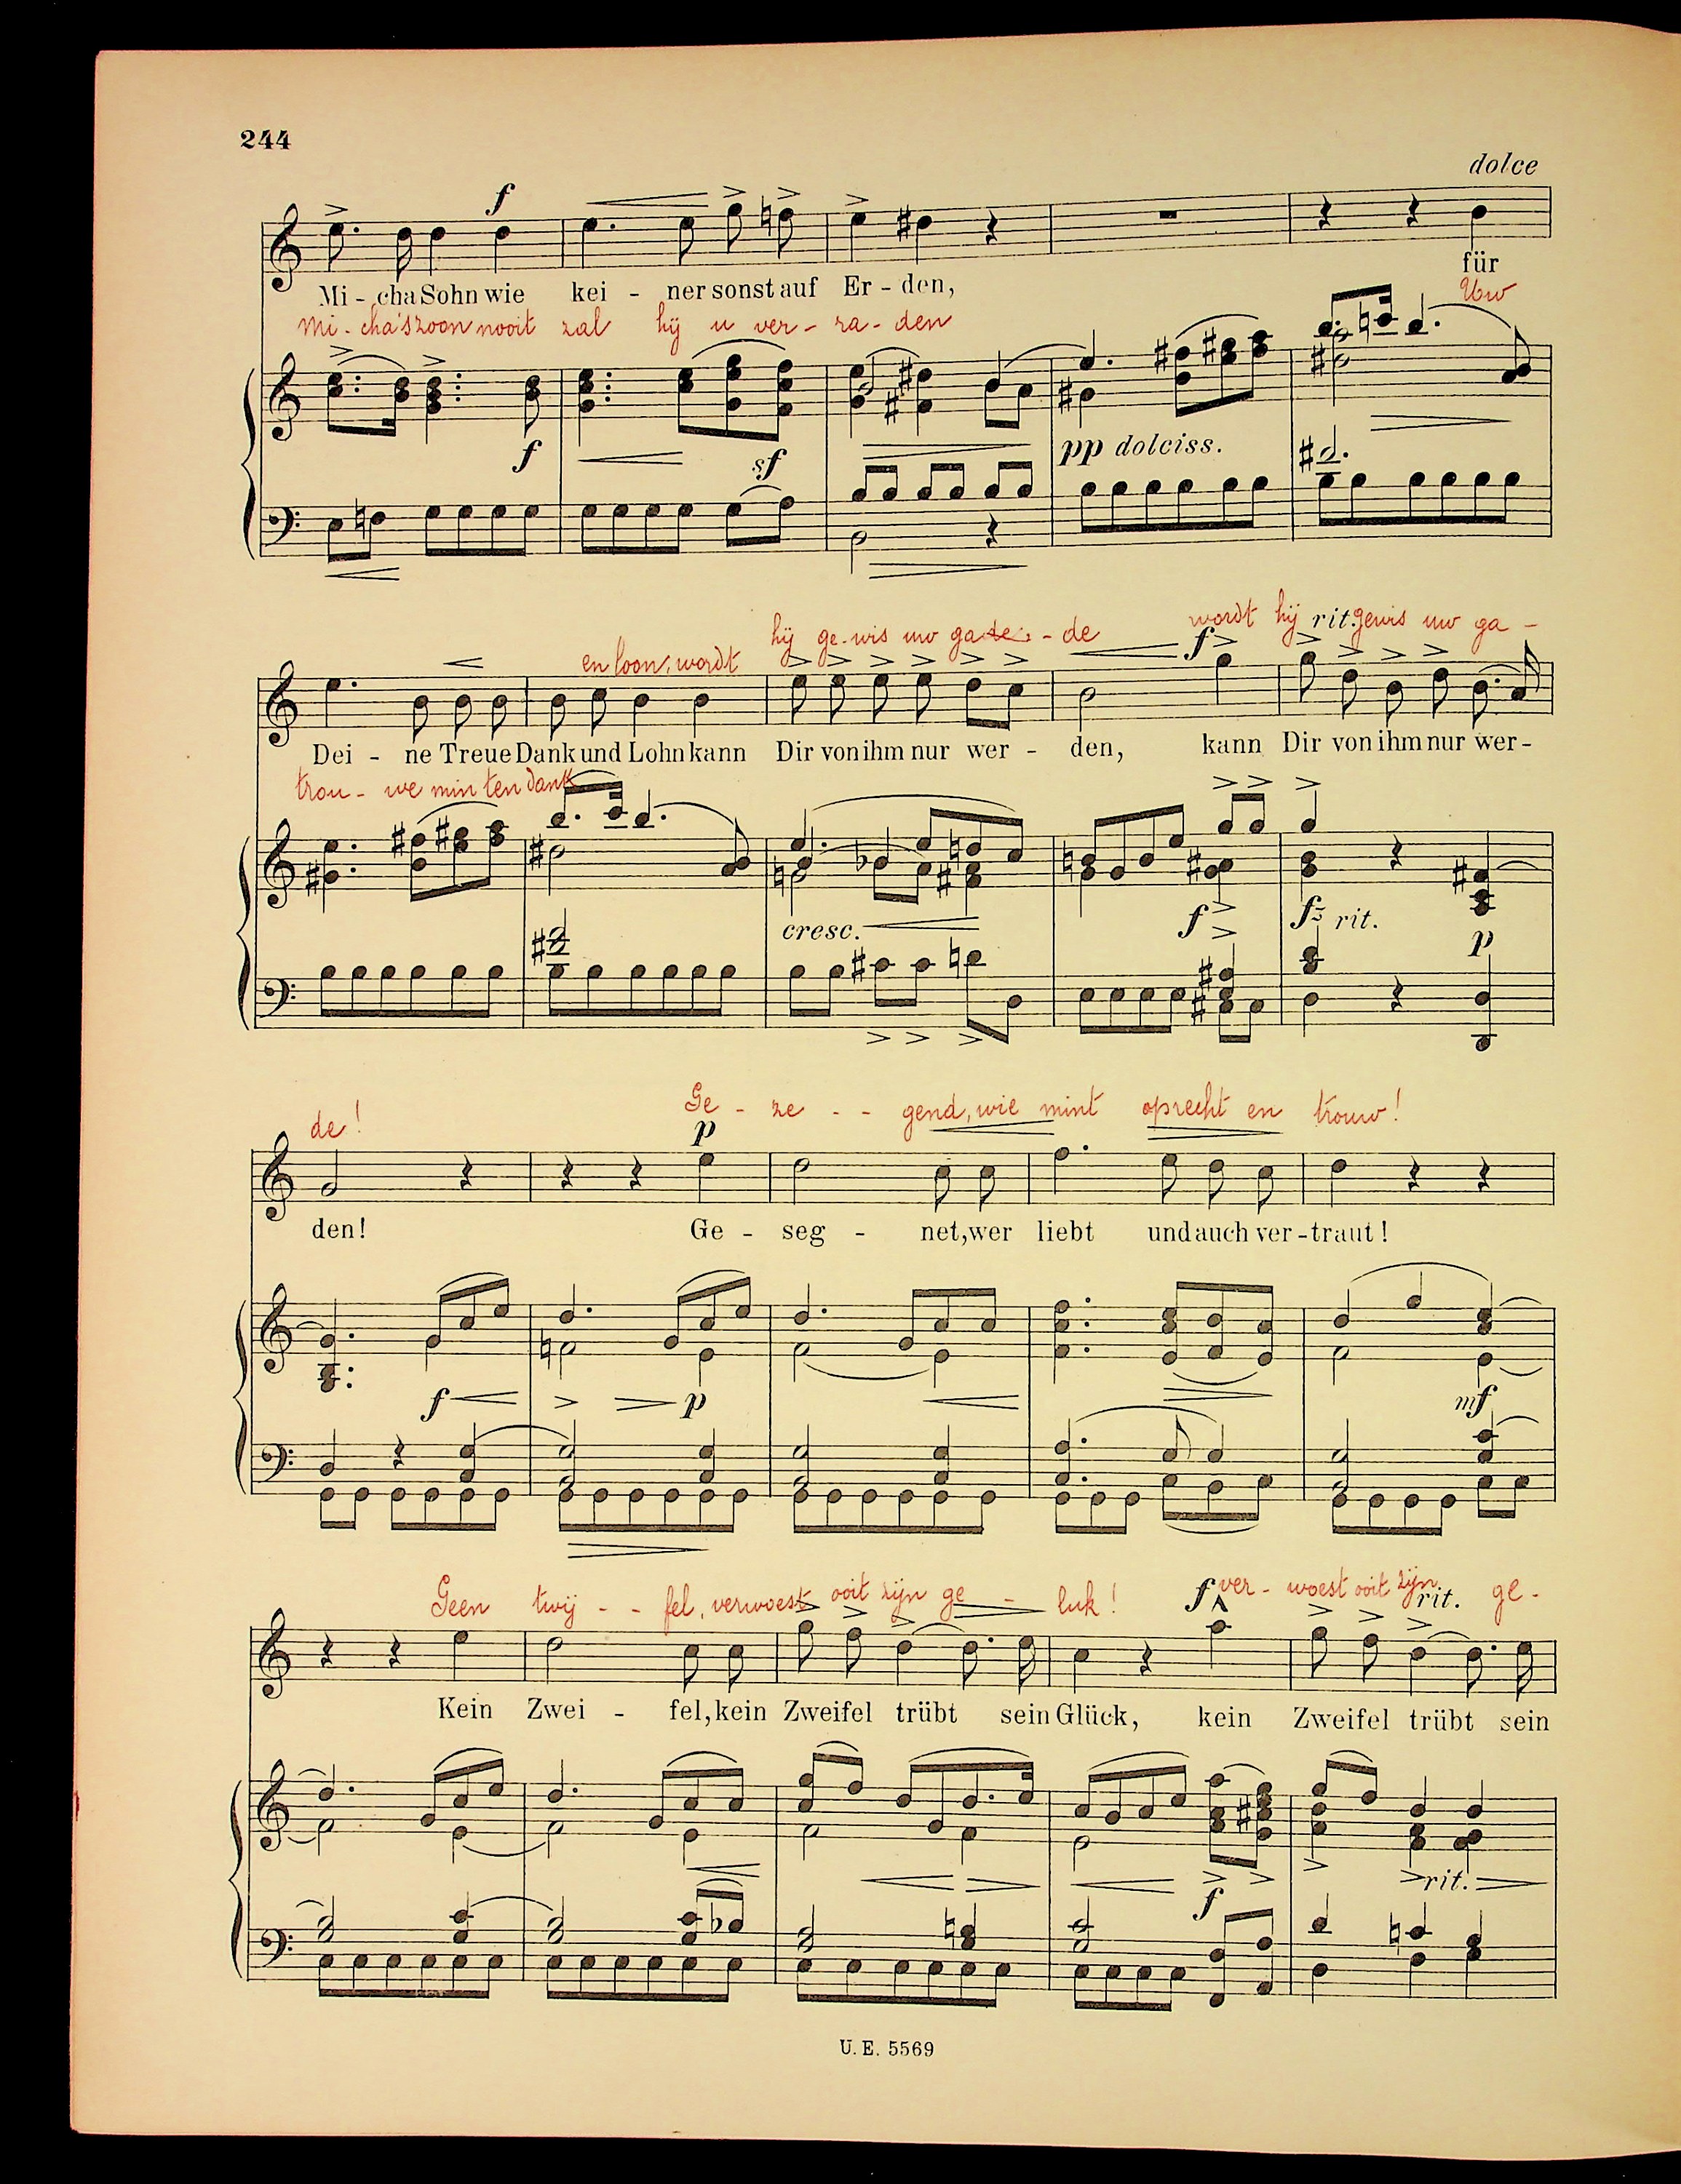 244
dolce
f
Mi - cha Sohn wie kei - ner sonst auf Er - den, für
Mi - cha's zoon nooit zal hij u ver - ra - den Uw
f sf pp dolciss.
hij ge - wis uw ga - de wordt hij rit. gewis uw ga -
en loon, wordt f
Dei - ne Treue Dank und Lohn kann Dir von ihm nur wer - den, kann Dir von ihm nur wer -
trou - we min ten dank
cresc. f f rit. p
Ge - ze - - gend, wie mint oprecht en trouw!
de! p
den! Ge - seg - net, wer liebt und auch ver - traut!
f p mf
Geen twij - - fel, verwoest ooit zijn ge - luk! f ver - woest ooit zijn rit. ge -
Kein Zwei - fel, kein Zweifel trübt sein Glück, kein Zweifel trübt sein
f rit.
U. E. 5569